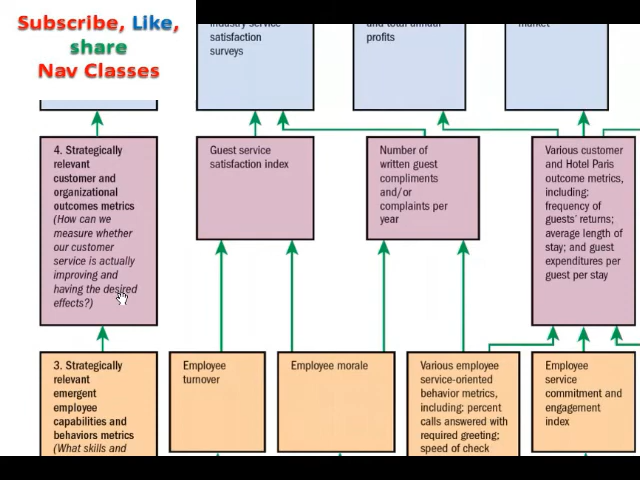 Subscribe, Like,
share
Nav Classes
industry service
satisfaction
surveys
and total annual
profits
market
4. Strategically
relevant
customer and
organizational
outcomes metrics
(How can we
measure whether
our customer
service is actually
improving and
having the desired
effects?)
Guest service
satisfaction index
Number of
written guest
compliments
and/or
complaints per
year
Various customer
and Hotel Paris
outcome metrics,
including:
frequency of
guests' returns;
average length of
stay; and guest
expenditures per
guest per stay
3. Strategically
relevant
emergent
employee
capabilities and
behaviors metrics
(What skills and
Employee
turnover
Employee morale
Various employee
service-oriented
behavior metrics,
including: percent
calls answered with
required greeting;
speed of check
Employee
service
commitment and
engagement
index